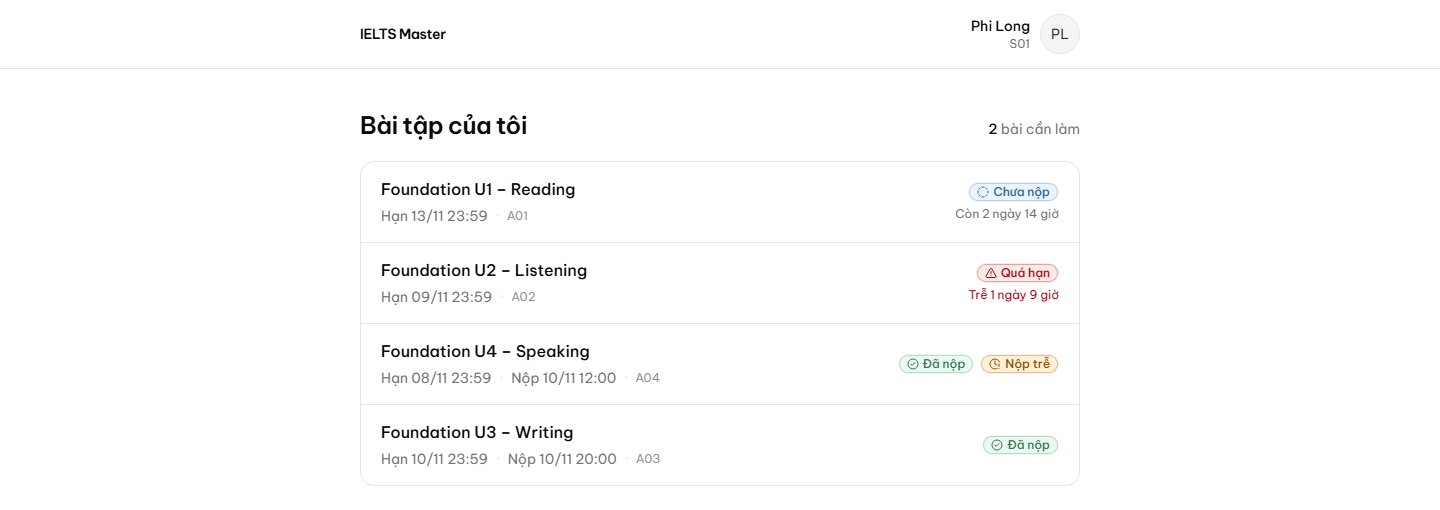 IELTS Master
Phi Long
S01
PL
Bài tập của tôi
2 bài cần làm
Foundation U1 – Reading
Chưa nộp
Hạn 13/11 23:59 · A01
Còn 2 ngày 14 giờ
Foundation U2 – Listening
Quá hạn
Hạn 09/11 23:59 · A02
Trễ 1 ngày 9 giờ
Foundation U4 – Speaking
Hạn 08/11 23:59 · Nộp 10/11 12:00 · A04
Đã nộp
Nộp trễ
Foundation U3 – Writing
Hạn 10/11 23:59 · Nộp 10/11 20:00 · A03
Đã nộp